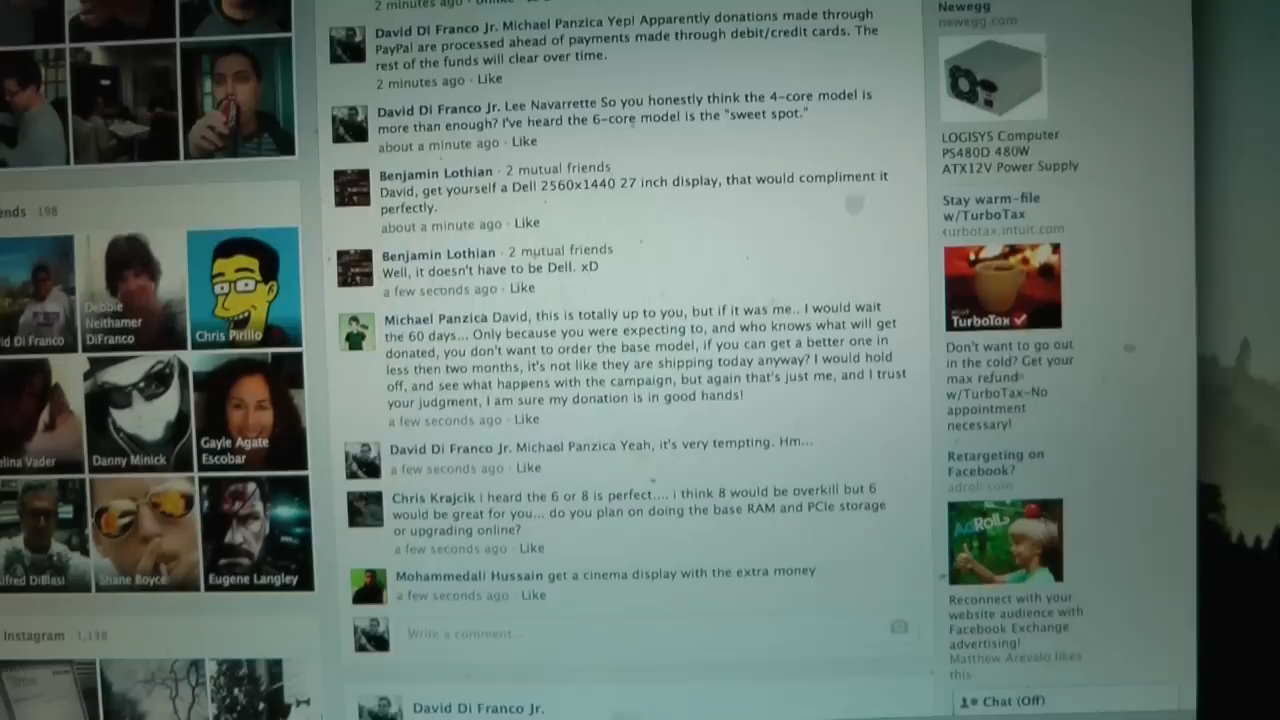 2 minutes ago · Unlike
David Di Franco Jr. Michael Panzica Yep! Apparently donations made through
PayPal are processed ahead of payments made through debit/credit cards. The
rest of the funds will clear over time.
2 minutes ago · Like
David Di Franco Jr. Lee Navarrette So you honestly think the 4-core model is
more than enough? I've heard the 6-core model is the "sweet spot."
about a minute ago · Like
Benjamin Lothian · 2 mutual friends
David, get yourself a Dell 2560x1440 27 inch display, that would compliment it
perfectly.
about a minute ago · Like
Benjamin Lothian · 2 mutual friends
Well, it doesn't have to be Dell. xD
a few seconds ago · Like
Michael Panzica David, this is totally up to you, but if it was me.. I would wait
the 60 days... Only because you were expecting to, and who knows what will get
donated, you don't want to order the base model, if you can get a better one in
less then two months, it's not like they are shipping today anyway? I would hold
off, and see what happens with the campaign, but again that's just me, and I trust
your judgment, I am sure my donation is in good hands!
a few seconds ago · Like
David Di Franco Jr. Michael Panzica Yeah, it's very tempting. Hm...
a few seconds ago · Like
Chris Krajcik i heard the 6 or 8 is perfect.... i think 8 would be overkill but 6
would be great for you... do you plan on doing the base RAM and PCIe storage
or upgrading online?
a few seconds ago · Like
Mohammedali Hussain get a cinema display with the extra money
a few seconds ago · Like
Write a comment...
David Di Franco Jr.
ends 198
id Di Franco
Debbie
Neithamer
DiFranco
Chris Pirillo
elina Vader
Danny Minick
Gayle Agate
Escobar
lfred DiBlasi
Shane Boyce
Eugene Langley
Instagram · 1,138
Newegg
newegg.com
LOGISYS Computer
PS480D 480W
ATX12V Power Supply
Stay warm-file
w/TurboTax
turbotax.intuit.com
TurboTax
Don't want to go out
in the cold? Get your
max refund
w/TurboTax-No
appointment
necessary!
Retargeting on
Facebook?
adroll.com
AdRoll
Reconnect with your
website audience with
Facebook Exchange
advertising!
Matthew Arevalo likes
this.
Chat (Off)